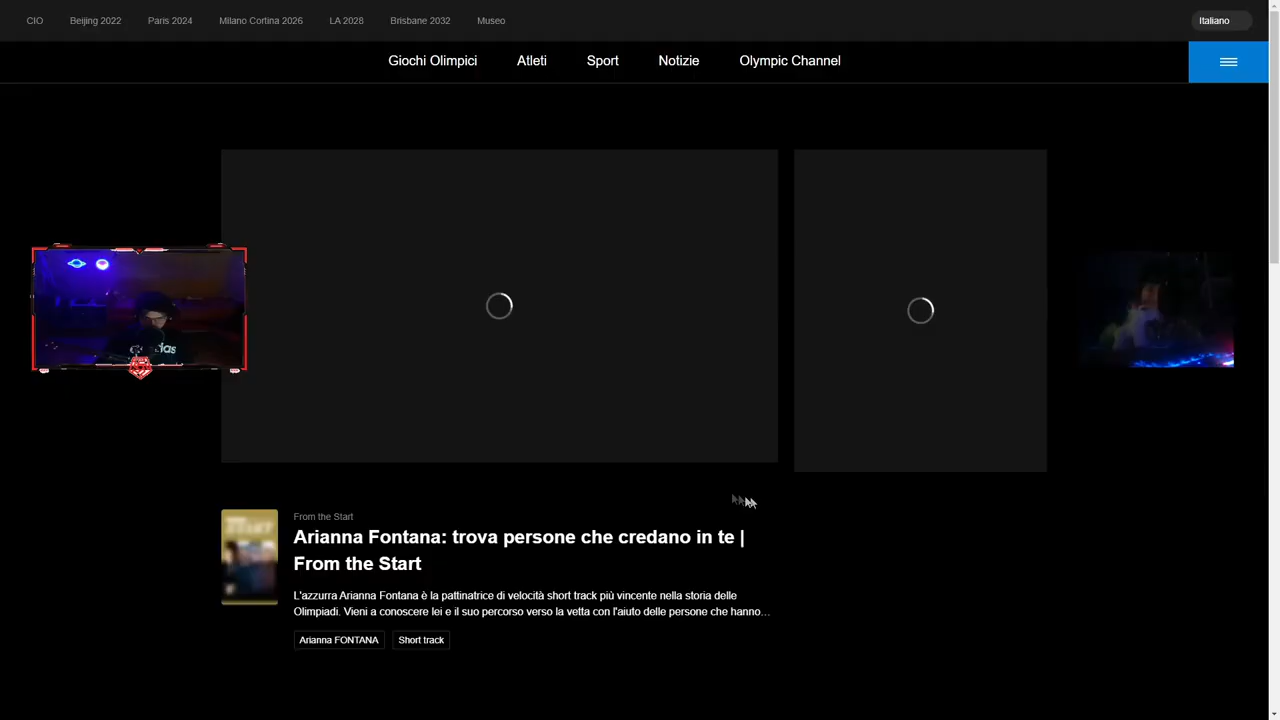 CIO Beijing 2022 Paris 2024 Milano Cortina 2026 LA 2028 Brisbane 2032 Museo Italiano
Giochi Olimpici Atleti Sport Notizie Olympic Channel
From the Start
Arianna Fontana: trova persone che credano in te |
From the Start
L'azzurra Arianna Fontana è la pattinatrice di velocità short track più vincente nella storia delle
Olimpiadi. Vieni a conoscere lei e il suo percorso verso la vetta con l'aiuto delle persone che hanno...
Arianna FONTANA Short track